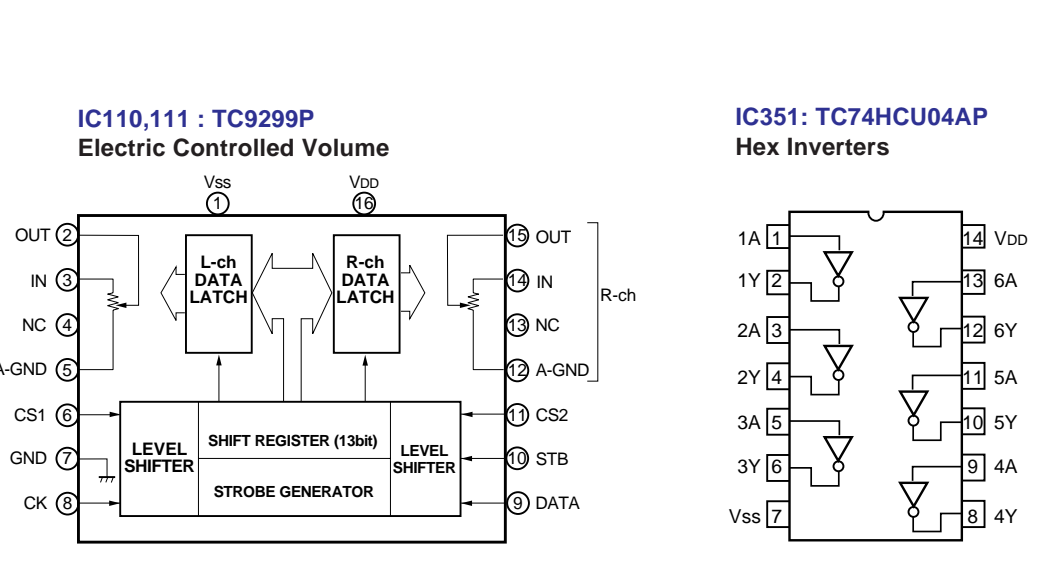 IC110,111 : TC9299P
Electric Controlled Volume
VSS
1
VDD
16
OUT 2
IN 3
NC 4
A-GND 5
CS1 6
GND 7
CK 8
L-ch
DATA
LATCH
R-ch
DATA
LATCH
15 OUT
14 IN
13 NC
12 A-GND
11 CS2
10 STB
9 DATA
R-ch
LEVEL
SHIFTER
SHIFT REGISTER (13bit)
STROBE GENERATOR
LEVEL
SHIFTER
IC351: TC74HCU04AP
Hex Inverters
1A 1
1Y 2
2A 3
2Y 4
3A 5
3Y 6
Vss 7
14 VDD
13 6A
12 6Y
11 5A
10 5Y
9 4A
8 4Y